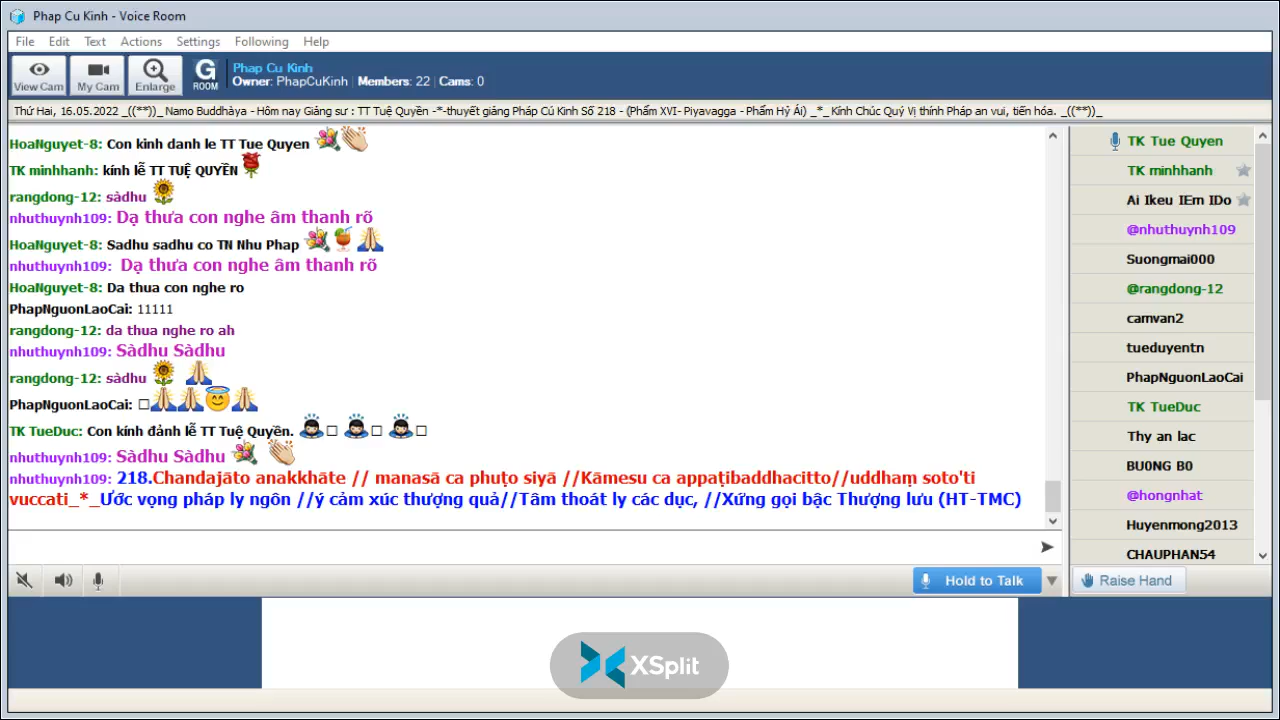 Phap Cu Kinh - Voice Room
File Edit Text Actions Settings Following Help
View Cam My Cam Enlarge G ROOM
Phap Cu Kinh
Owner: PhapCuKinh | Members: 22 | Cams: 0
Thứ Hai, 16.05.2022 _((**))_ Namo Buddhàya - Hôm nay Giảng sư : TT Tuệ Quyền -*-thuyết giảng Pháp Cú Kinh Số 218 - (Phẩm XVI- Piyavagga - Phẩm Hỷ Ái) _*_ Kính Chúc Quý Vị thính Pháp an vui, tiến hóa. _((**))_
HoaNguyet-8: Con kinh danh le TT Tue Quyen
TK minhhanh: kính lễ TT TUỆ QUYỀN
rangdong-12: sàdhu
nhuthuynh109: Dạ thưa con nghe âm thanh rõ
HoaNguyet-8: Sadhu sadhu co TN Nhu Phap
nhuthuynh109: Dạ thưa con nghe âm thanh rõ
HoaNguyet-8: Da thua con nghe ro
PhapNguonLaoCai: 11111
rangdong-12: da thua nghe ro ah
nhuthuynh109: Sàdhu Sàdhu
rangdong-12: sàdhu
PhapNguonLaoCai:
TK TueDuc: Con kính đảnh lễ TT Tuệ Quyền.
nhuthuynh109: Sàdhu Sàdhu
nhuthuynh109: 218.Chandajāto anakkhāte // manasā ca phuṭo siyā //Kāmesu ca appaṭibaddhacitto//uddhaṃ soto'ti
vuccati_*_Ước vọng pháp ly ngôn //ý cảm xúc thượng quả//Tâm thoát ly các dục, //Xứng gọi bậc Thượng lưu (HT-TMC)
TK Tue Quyen
TK minhhanh
Ai Ikeu IEm IDo
@nhuthuynh109
Suongmai000
@rangdong-12
camvan2
tueduyentn
PhapNguonLaoCai
TK TueDuc
Thy an lac
BU0NG B0
@hongnhat
Huyenmong2013
CHAUPHAN54
Hold to Talk
Raise Hand
XSplit